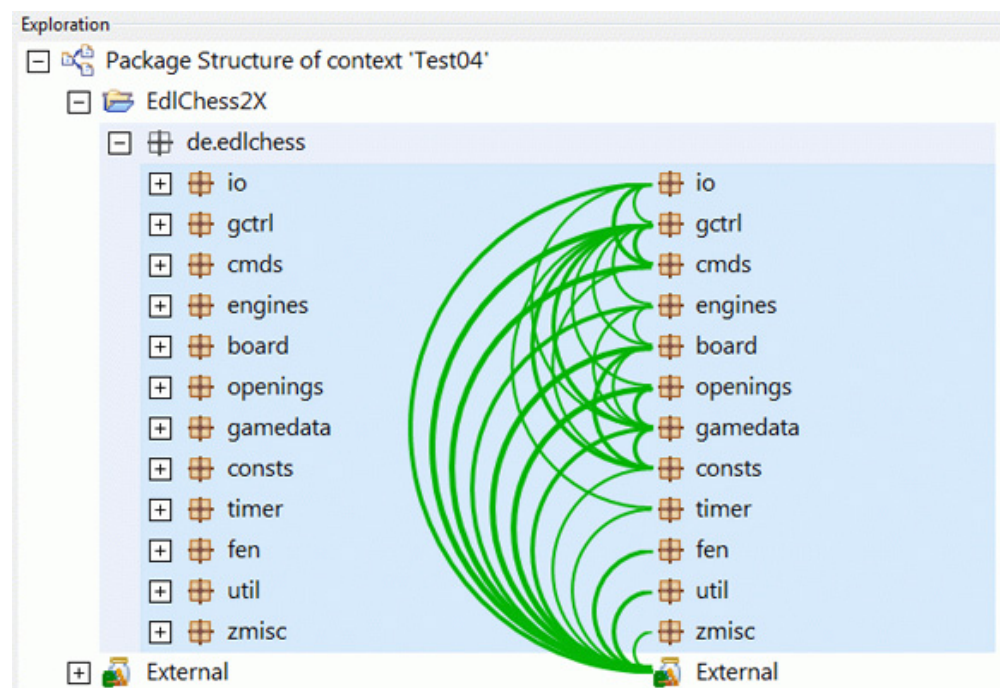 Exploration
Package Structure of context 'Test04'
EdlChess2X
de.edlchess
io io
gctrl gctrl
cmds cmds
engines engines
board board
openings openings
gamedata gamedata
consts consts
timer timer
fen fen
util util
zmisc zmisc
External External